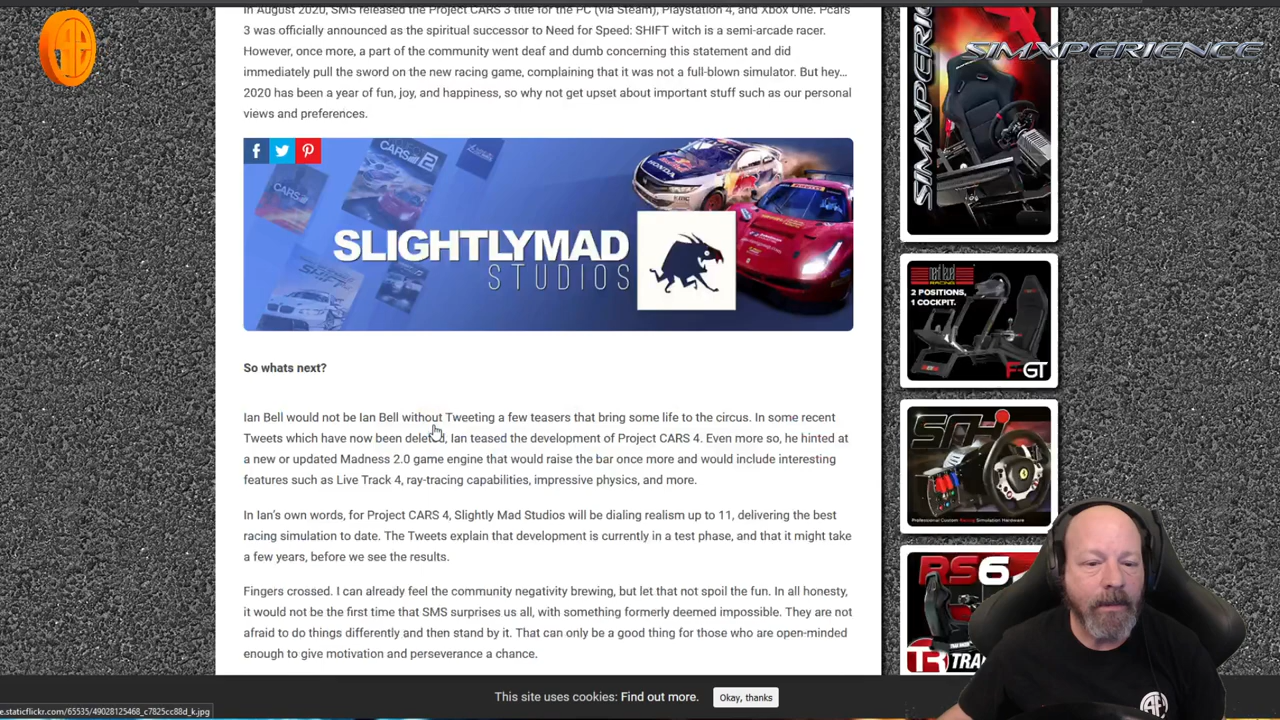 SIMXPERIENCE
In August 2020, SMS released the Project CARS 3 title for the PC (via Steam), Playstation 4, and Xbox One. Pcars
3 was officially announced as the spiritual successor to Need for Speed: SHIFT witch is a semi-arcade racer.
However, once more, a part of the community went deaf and dumb concerning this statement and did
immediately pull the sword on the new racing game, complaining that it was not a full-blown simulator. But hey…
2020 has been a year of fun, joy, and happiness, so why not get upset about important stuff such as our personal
views and preferences.
SLIGHTLYMAD
STUDIOS
So whats next?
Ian Bell would not be Ian Bell without Tweeting a few teasers that bring some life to the circus. In some recent
Tweets which have now been deleted, Ian teased the development of Project CARS 4. Even more so, he hinted at
a new or updated Madness 2.0 game engine that would raise the bar once more and would include interesting
features such as Live Track 4, ray-tracing capabilities, impressive physics, and more.
In Ian's own words, for Project CARS 4, Slightly Mad Studios will be dialing realism up to 11, delivering the best
racing simulation to date. The Tweets explain that development is currently in a test phase, and that it might take
a few years, before we see the results.
Fingers crossed. I can already feel the community negativity brewing, but let that not spoil the fun. In all honesty,
it would not be the first time that SMS surprises us all, with something formerly deemed impossible. They are not
afraid to do things differently and then stand by it. That can only be a good thing for those who are open-minded
enough to give motivation and perseverance a chance.
NEXT LEVEL
RACING
2 POSITIONS,
1 COCKPIT.
F-GT
Professional Custom Racing Simulation Hardware
RS6
This site uses cookies: Find out more.
Okay, thanks
e.staticflickr.com/65535/49028125468_c7825cc88d_k.jpg